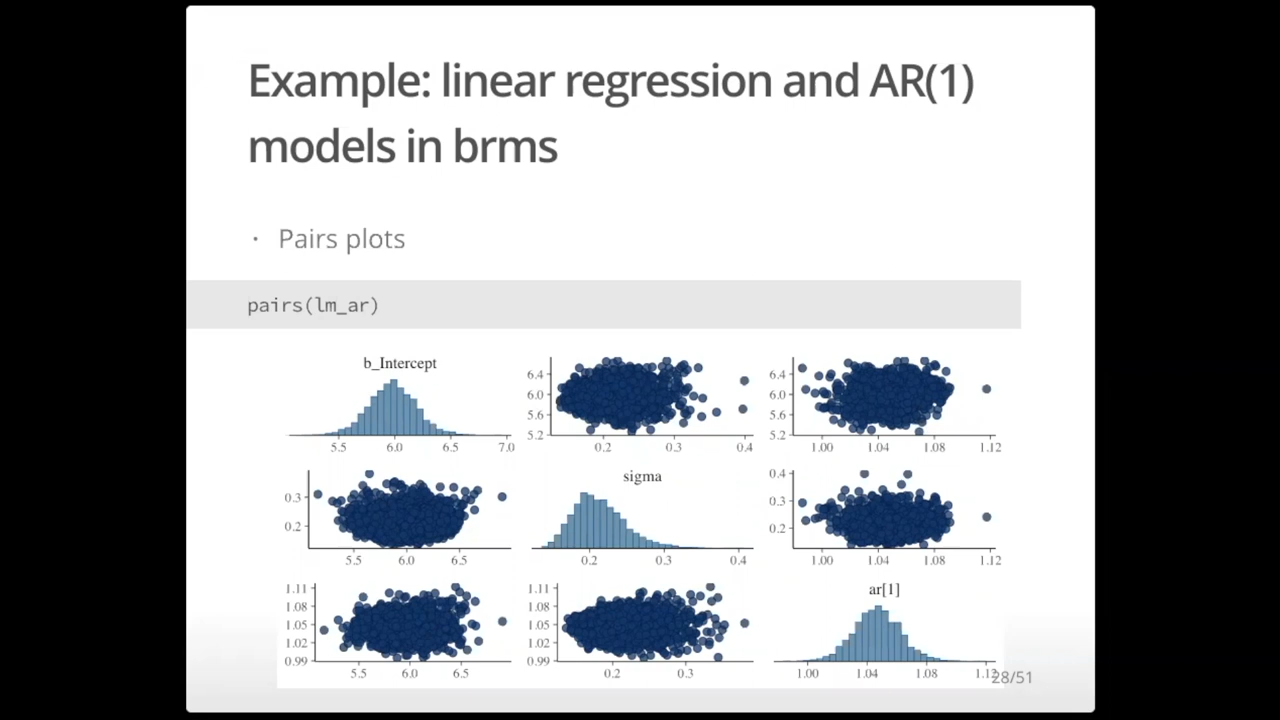 Example: linear regression and AR(1)
models in brms
· Pairs plots
pairs(lm_ar)
b_Intercept
5.5 6.0 6.5 7.0
6.4
6.0
5.6
5.2
0.2 0.3 0.4
6.4
6.0
5.6
5.2
1.00 1.04 1.08 1.12
0.3
0.2
5.5 6.0 6.5
sigma
0.2 0.3 0.4
0.4
0.3
0.2
1.00 1.04 1.08 1.12
1.11
1.08
1.05
1.02
0.99
5.5 6.0 6.5
1.11
1.08
1.05
1.02
0.99
0.2 0.3
ar[1]
1.00 1.04 1.08 1.12
28/51